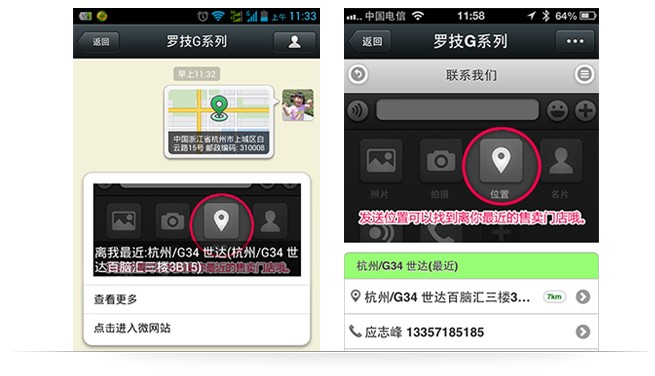 上午 11:33
返回
罗技G系列
早上11:32
中国浙江省杭州市上城区白
云路15号 邮政编码: 310008
离我最近:杭州/G34 世达(杭州/G34 世
达百脑汇三楼3B15)
查看更多
点击进入微网站
中国电信
11:58
64%
返回
罗技G系列
联系我们
照片
拍摄
位置
名片
发送位置可以找到离你最近的售卖门店哦。
杭州/G34 世达(最近)
杭州/G34 世达百脑汇三楼3...
7km
应志峰 13357185185